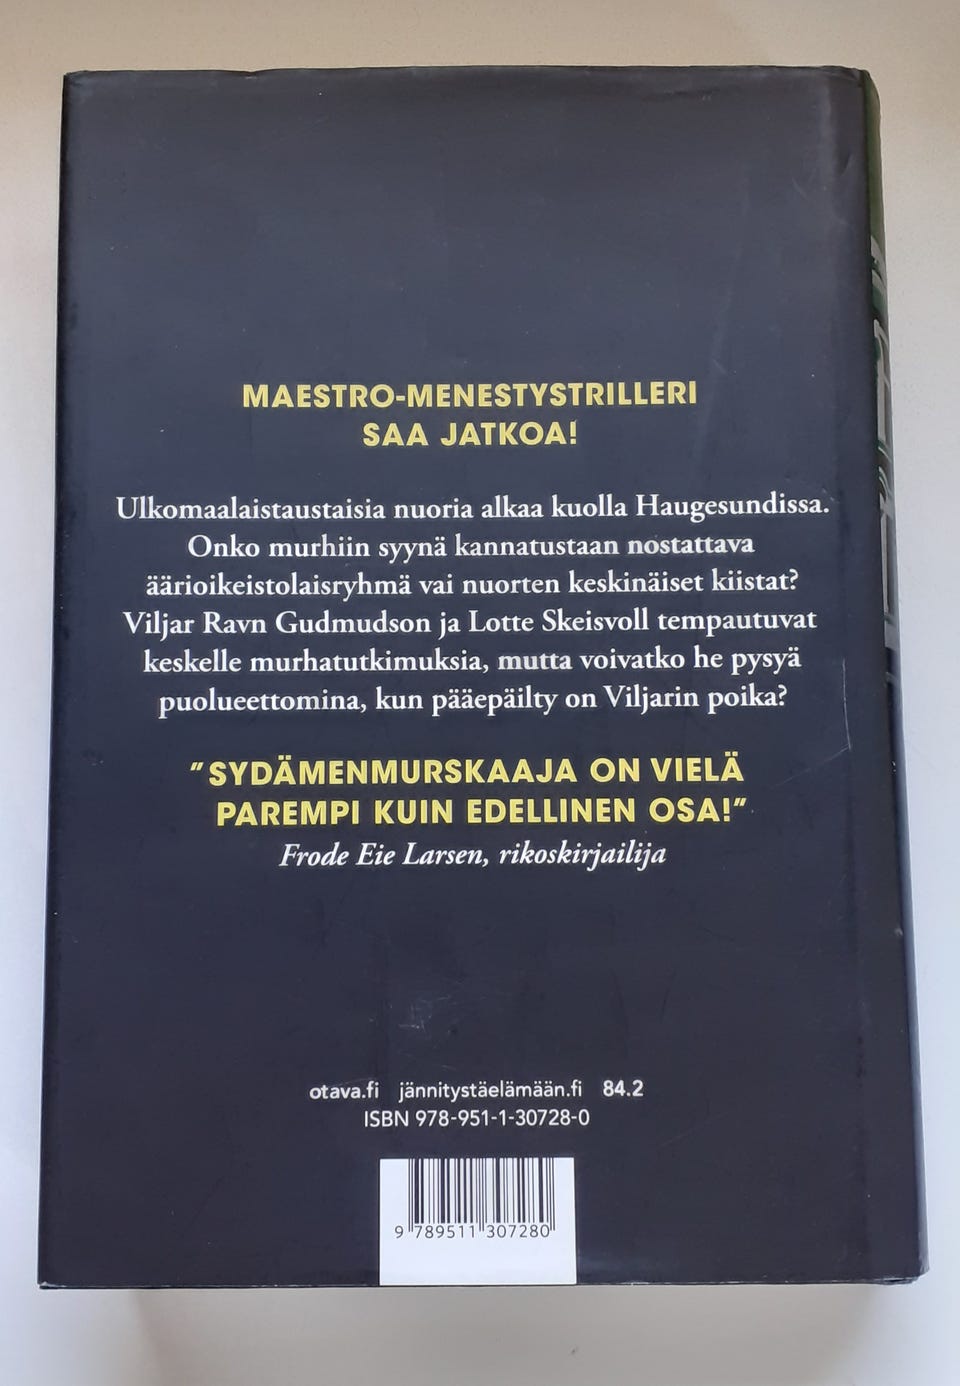 MAESTRO-MENESTYSTRILLERI
SAA JATKOA!
Ulkomaalaistaustaisia nuoria alkaa kuolla Haugesundissa.
Onko murhiin syynä kannatustaan nostattava
äärioikeistolaisryhmä vai nuorten keskinäiset kiistat?
Viljar Ravn Gudmudson ja Lotte Skeisvoll tempautuvat
keskelle murhatutkimuksia, mutta voivatko he pysyä
puolueettomina, kun pääepäilty on Viljarin poika?
"SYDÄMENMURSKAAJA ON VIELÄ
PAREMPI KUIN EDELLINEN OSA!"
Frode Eie Larsen, rikoskirjailija
otava.fi jännitystäelämään.fi 84.2
ISBN 978-951-1-30728-0
9 789511 307280